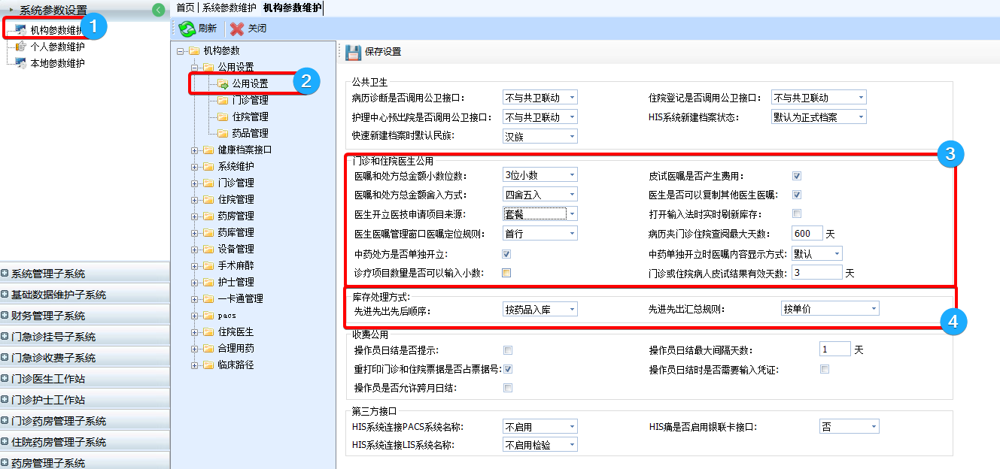 系统参数设置
机构参数维护
1
个人参数维护
本地参数维护
系统管理子系统
基础数据维护子系统
财务管理子系统
门急诊挂号子系统
门急诊收费子系统
门诊医生工作站
门诊护士工作站
门诊药房管理子系统
住院药房管理子系统
药房管理子系统
首页 系统参数维护 机构参数维护
刷新 关闭
机构参数
公用设置
公用设置
2
门诊管理
住院管理
药品管理
健康档案接口
系统维护
门诊管理
住院管理
药房管理
药库管理
设备管理
手术麻醉
护士管理
一卡通管理
pacs
住院医生
合理用药
临床路径
保存设置
公共卫生
病历诊断是否调用公卫接口: 不与共卫联动 住院登记是否调用公卫接口: 不与共卫联动
护理中心预出院是否调用公卫接口: 不与共卫联动 HIS系统新建档案状态: 默认为正式档案
快速新建档案时默认民族: 汉族
3
门诊和住院医生公用
医嘱和处方总金额小数位数: 3位小数 皮试医嘱是否产生费用:
医嘱和处方总金额舍入方式: 四舍五入 医生是否可以复制其他医生医嘱:
医生开立医技申请项目来源: 套餐 打开输入法时实时刷新库存:
医生医嘱管理窗口医嘱定位规则: 首行 病历夹门诊住院查阅最大天数: 600 天
中药处方是否单独开立: 中药单独开立时医嘱内容显示方式: 默认
诊疗项目数量是否可以输入小数: 门诊或住院病人皮试结果有效天数: 3 天
库存处理方式:
先进先出先后顺序: 按药品入库 先进先出汇总规则: 按单价
4
收费公用
操作员日结是否提示: 操作员日结最大间隔天数: 1 天
重打印门诊和住院票据是否占票据号: 操作员日结时是否需要输入凭证:
操作员是否允许跨月日结:
第三方接口
HIS系统连接PACS系统名称: 不启用 HIS痛是否启用银联卡接口: 否
HIS系统连接LIS系统名称: 不启用检验